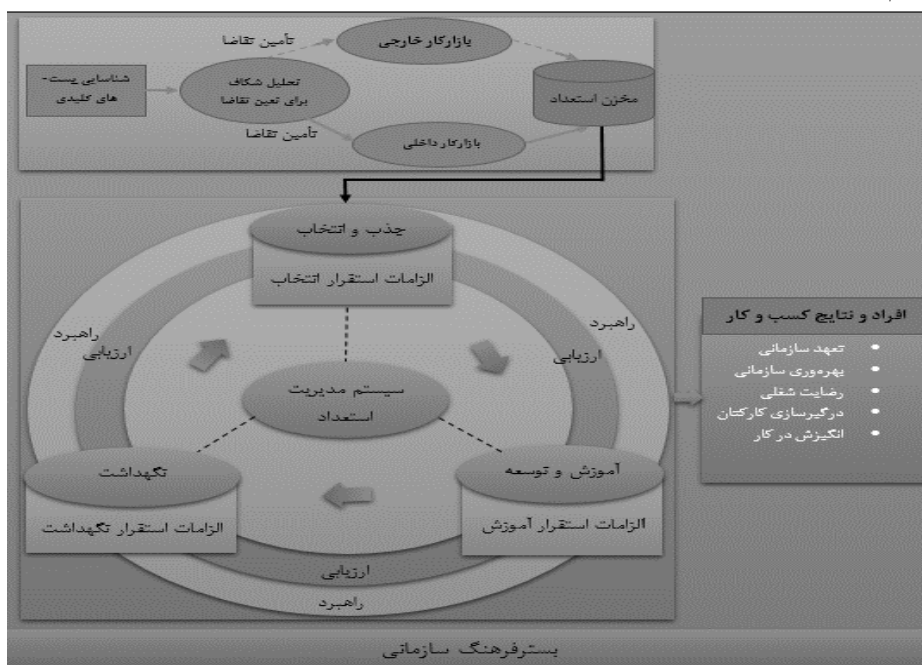 شناسایی پست-
های کلیدی
تحلیل شکاف
برای تعین تقاضا
تأمین تقاضا
بازارکار خارجی
تأمین تقاضا
بازارکار داخلی
مخزن استعداد
جذب و انتخاب
الزامات استقرار انتخاب
راهبرد
ارزیابی
راهبرد
ارزیابی
سیستم مدیریت
استعداد
آموزش و توسعه
الزامات استقرار آموزش
نگهداشت
الزامات استقرار نگهداشت
ارزیابی
راهبرد
افراد و نتایج کسب و کار
• تعهد سازمانی
• بهره‌وری سازمانی
• رضایت شغلی
• درگیرسازی کارکنان
• انگیزش در کار
بسترفرهنگ سازمانی